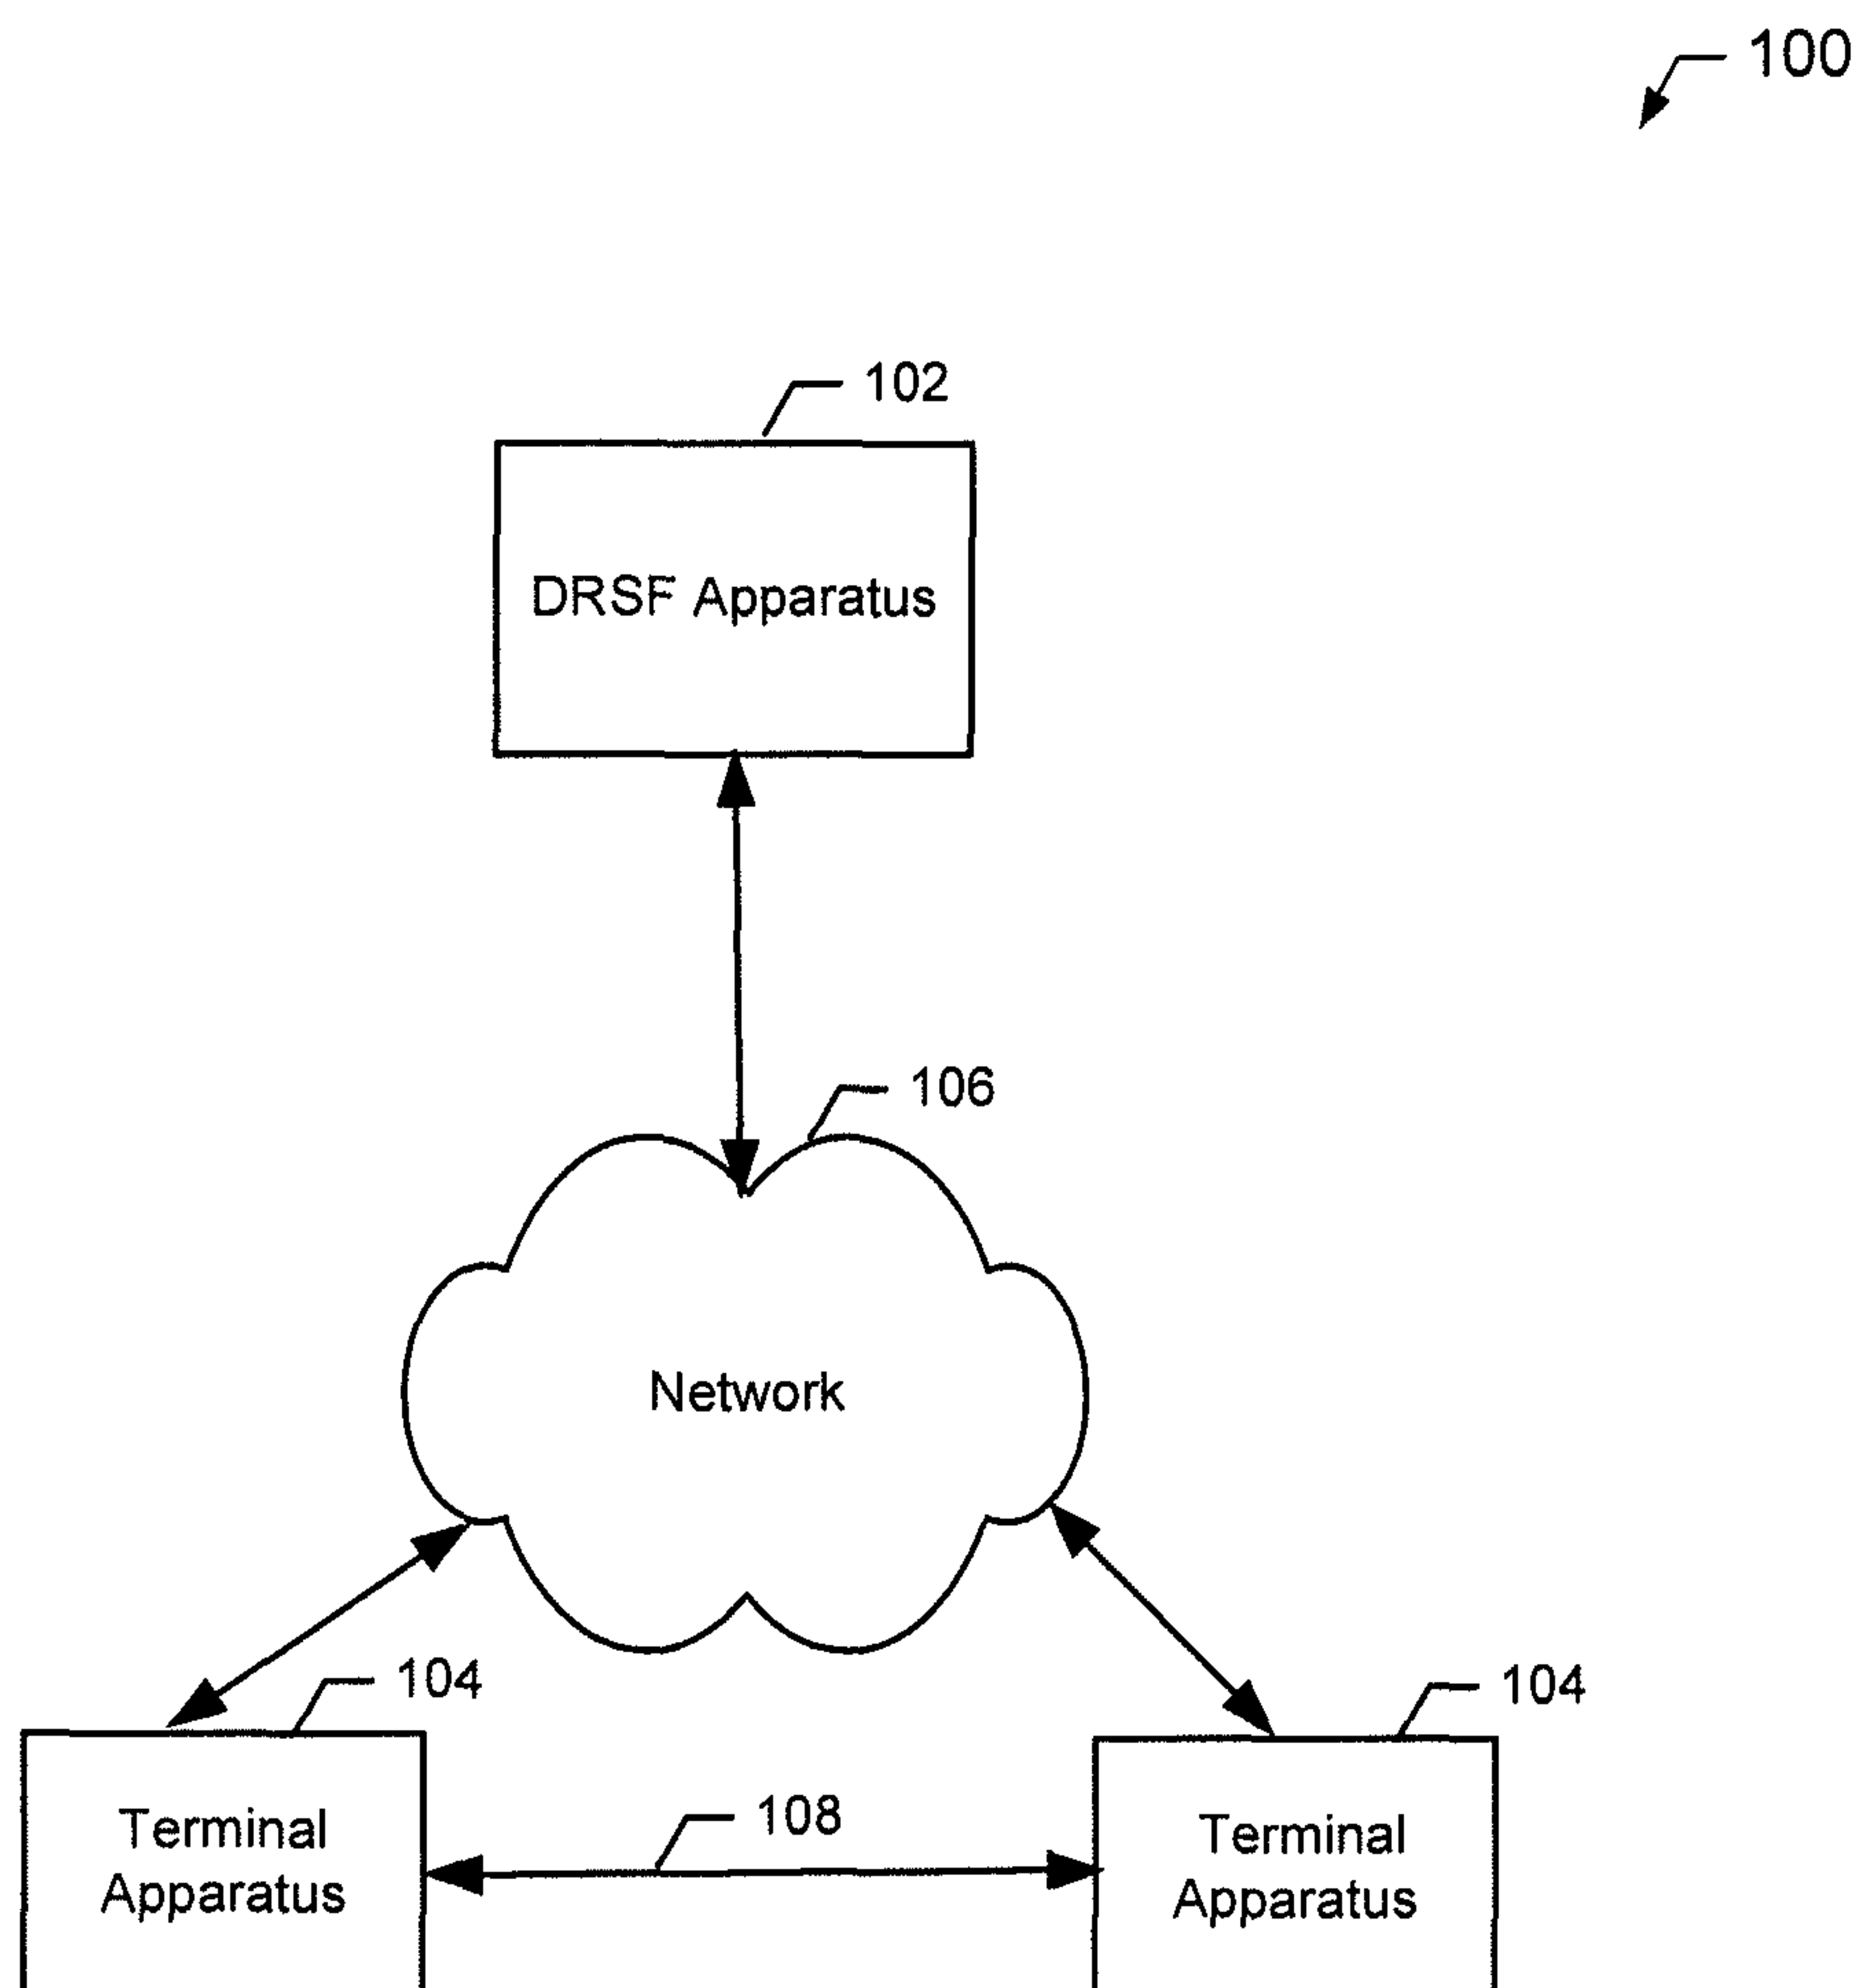 100
102
DRSF Apparatus
106
Network
104
104
108
Terminal
Apparatus
Terminal
Apparatus